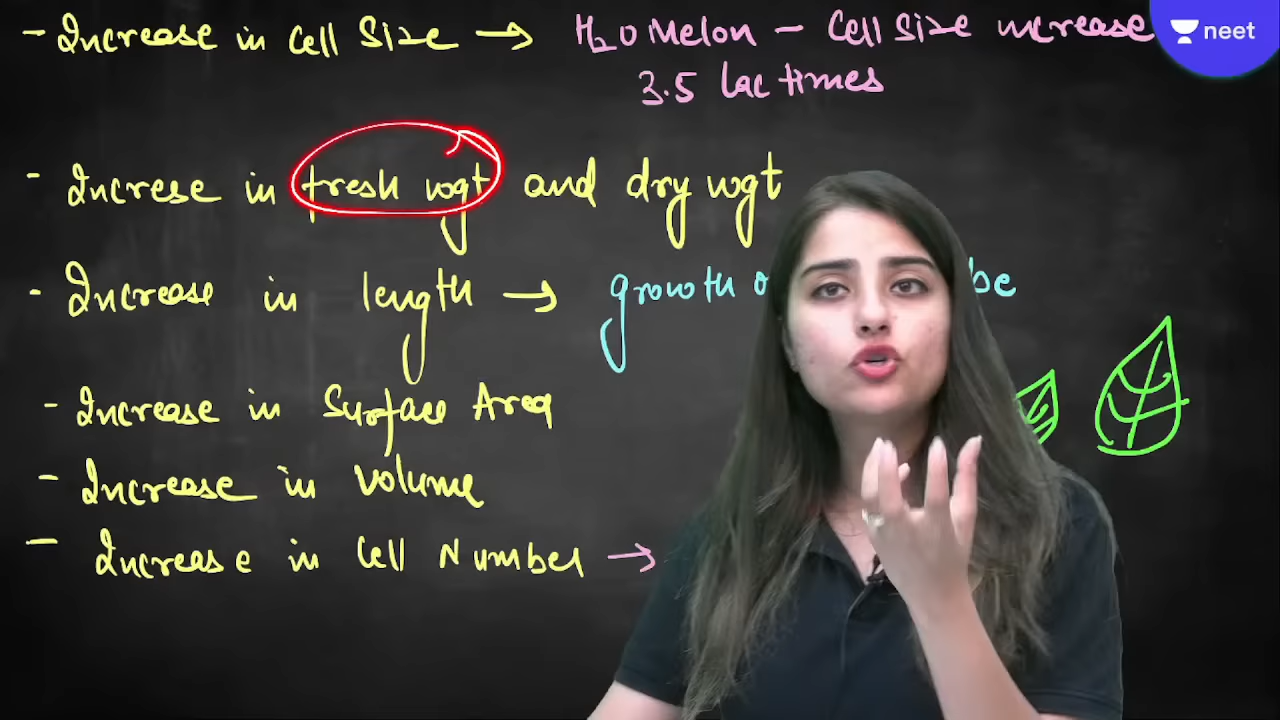 - Increase in Cell Size → H₂O Melon - Cell Size increase
3.5 lac times
neet
- Increse in fresh wgt and dry wgt
- Increase in length → growth
- Increase in Surface Area
- Increase in volume
- Increase in Cell Number →